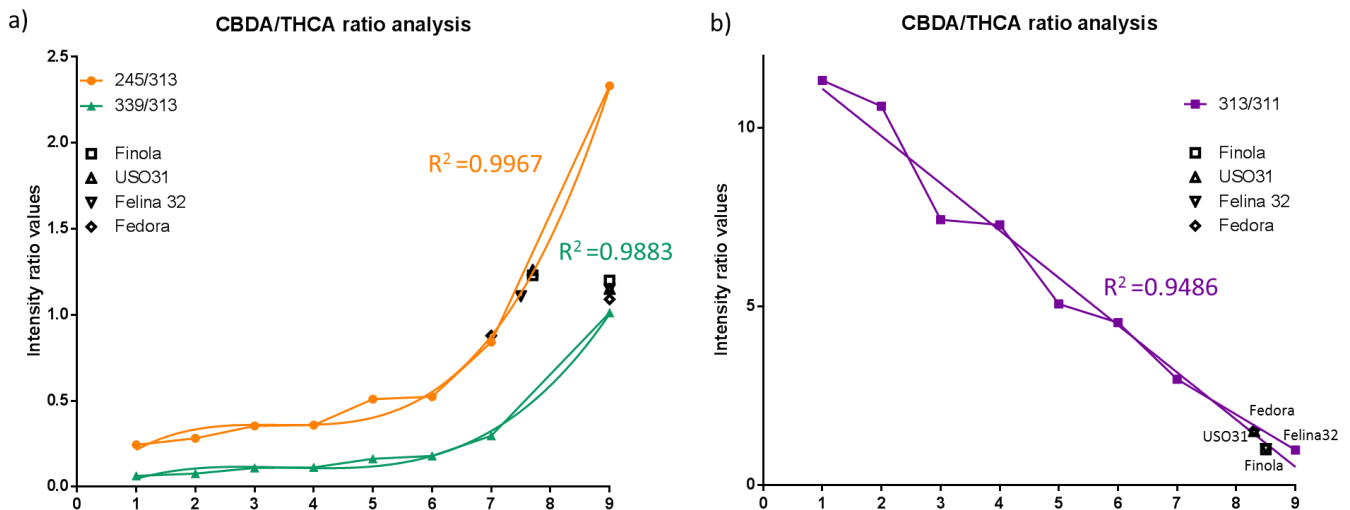 a)
CBDA/THCA ratio analysis
2.5
2.0
1.5
1.0
0.5
0.0
Intensity ratio values
245/313
339/313
Finola
USO31
Felina 32
Fedora
R² =0.9967
R² =0.9883
0 1 2 3 4 5 6 7 8 9
b)
CBDA/THCA ratio analysis
10
5
0
Intensity ratio values
313/311
Finola
USO31
Felina 32
Fedora
R² =0.9486
Fedora
USO31
Felina32
Finola
0 1 2 3 4 5 6 7 8 9